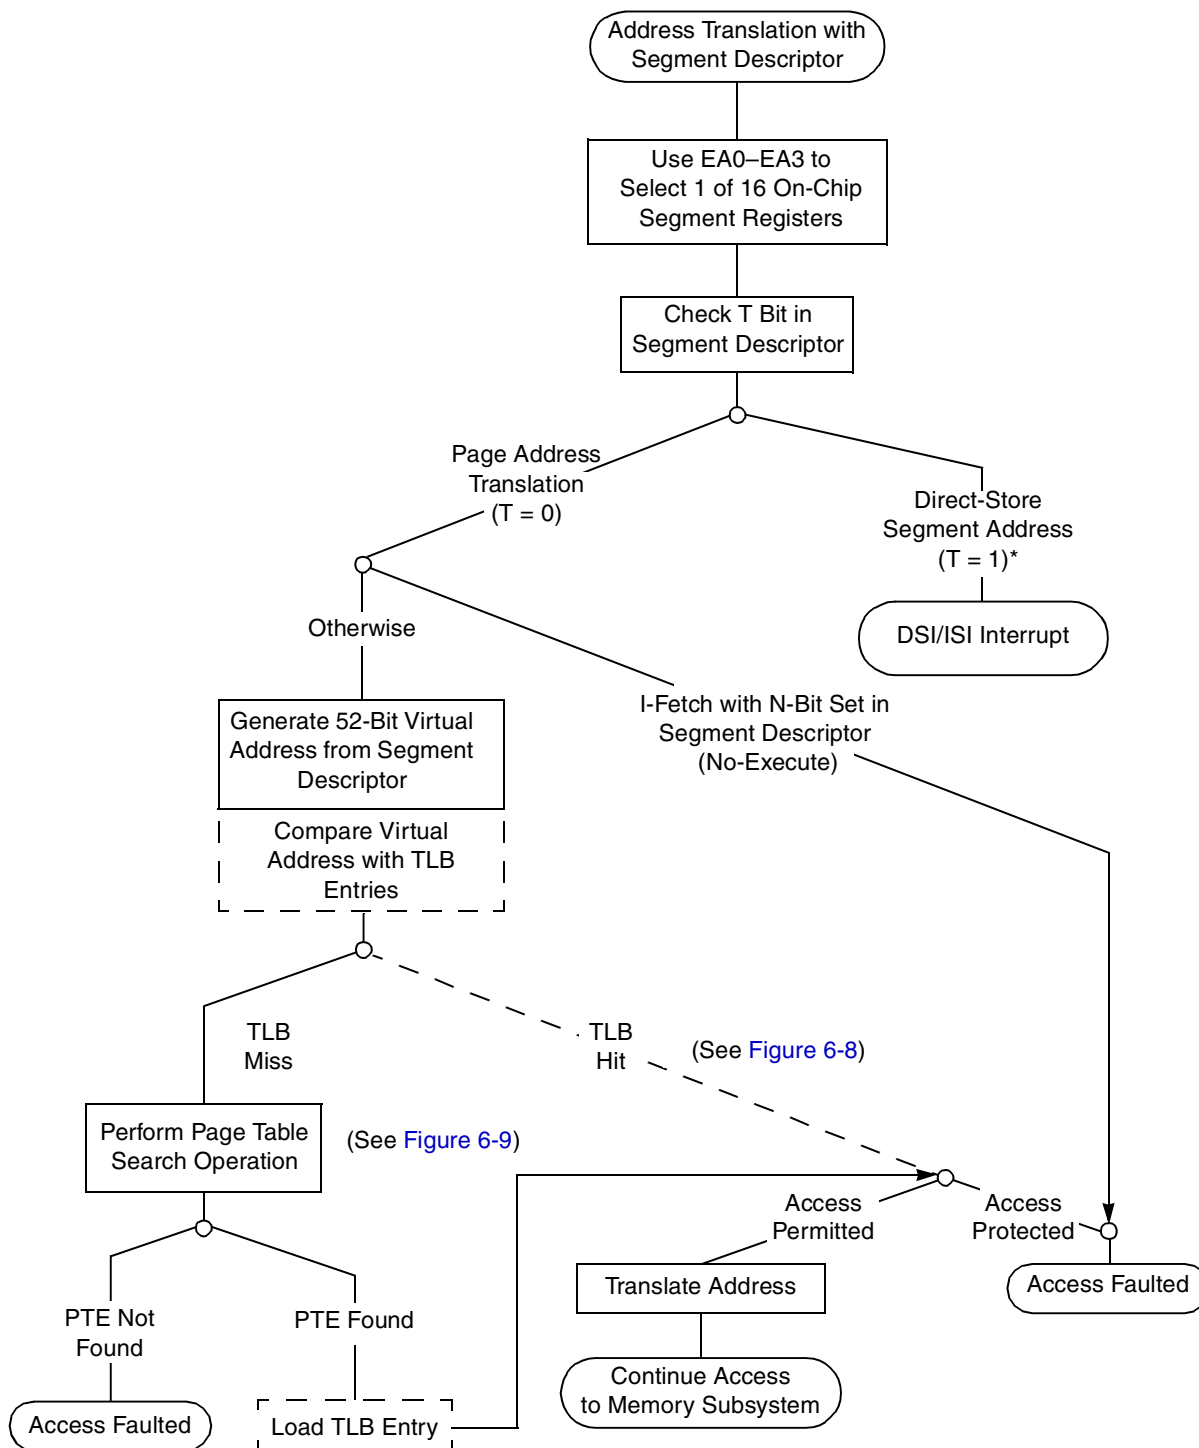 Address Translation with
Segment Descriptor
Use EA0–EA3 to
Select 1 of 16 On-Chip
Segment Registers
Check T Bit in
Segment Descriptor
Page Address
Translation
(T = 0)
Direct-Store
Segment Address
(T = 1)*
DSI/ISI Interrupt
Otherwise
I-Fetch with N-Bit Set in
Segment Descriptor
(No-Execute)
Generate 52-Bit Virtual
Address from Segment
Descriptor
Compare Virtual
Address with TLB
Entries
TLB
Miss
TLB
Hit
(See Figure 6-8)
Perform Page Table
Search Operation
(See Figure 6-9)
Access
Permitted
Access
Protected
Translate Address
Access Faulted
PTE Not
Found
PTE Found
Continue Access
to Memory Subsystem
Access Faulted
Load TLB Entry